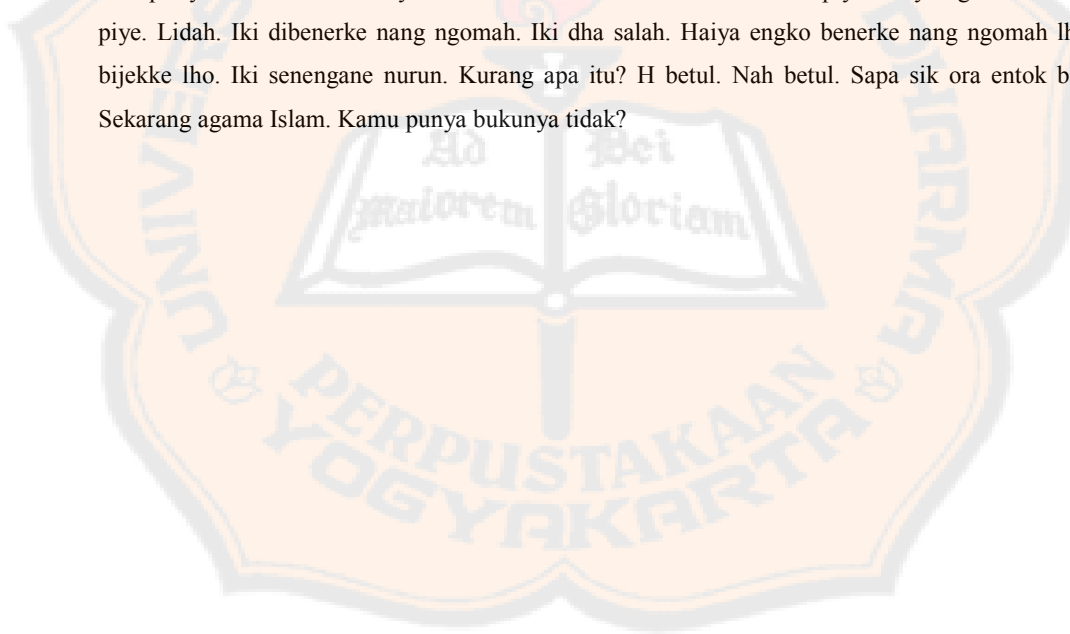 piye. Lidah. Iki dibenerke nang ngomah. Iki dha salah. Haiya engko benerke nang ngomah
bijekke lho. Iki senengane nurun. Kurang apa itu? H betul. Nah betul. Sapa sik ora entok
Sekarang agama Islam. Kamu punya bukunya tidak?
Ad Dei
Maiorem Gloriam
DHARMA
PERPUSTAKAAN
YOGYAKARTA